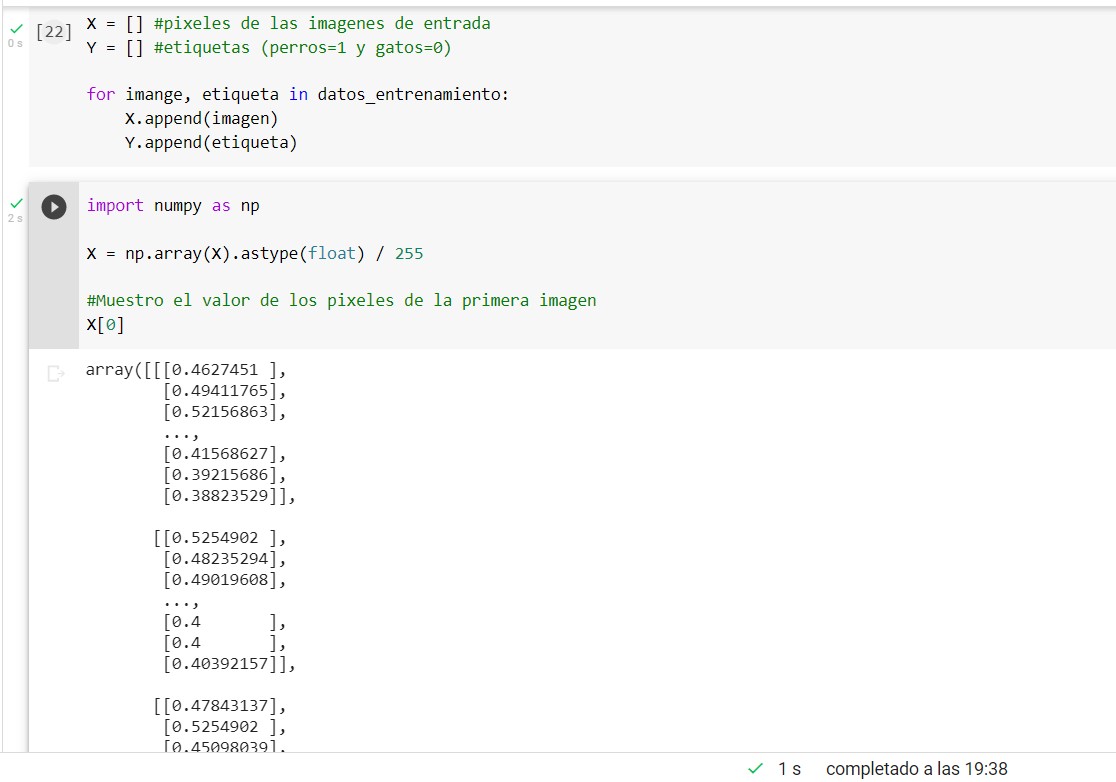 [22]
X = [] #pixeles de las imagenes de entrada
Y = [] #etiquetas (perros=1 y gatos=0)
for imange, etiqueta in datos_entrenamiento:
X.append(imagen)
Y.append(etiqueta)
0 s
import numpy as np
2 s
X = np.array(X).astype(float) / 255
#Muestro el valor de los pixeles de la primera imagen
X[0]
array([[[0.4627451 ],
[0.49411765],
[0.52156863],
...,
[0.41568627],
[0.39215686],
[0.38823529]],
[[0.5254902 ],
[0.48235294],
[0.49019608],
...,
[0.4       ],
[0.4       ],
[0.40392157]],
[[0.47843137],
[0.5254902 ],
[0.45098039],
1 s completado a las 19:38